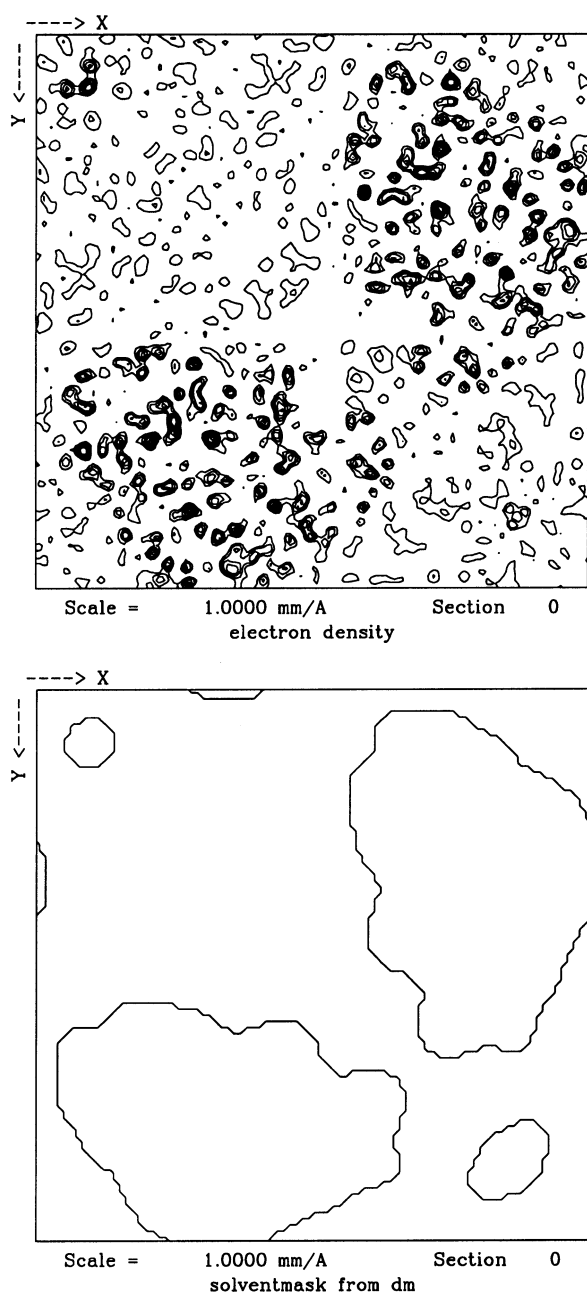 ----> X
Y <----
Scale = 1.0000 mm/A Section 0
electron density
----> X
Y <----
Scale = 1.0000 mm/A Section 0
solventmask from dm